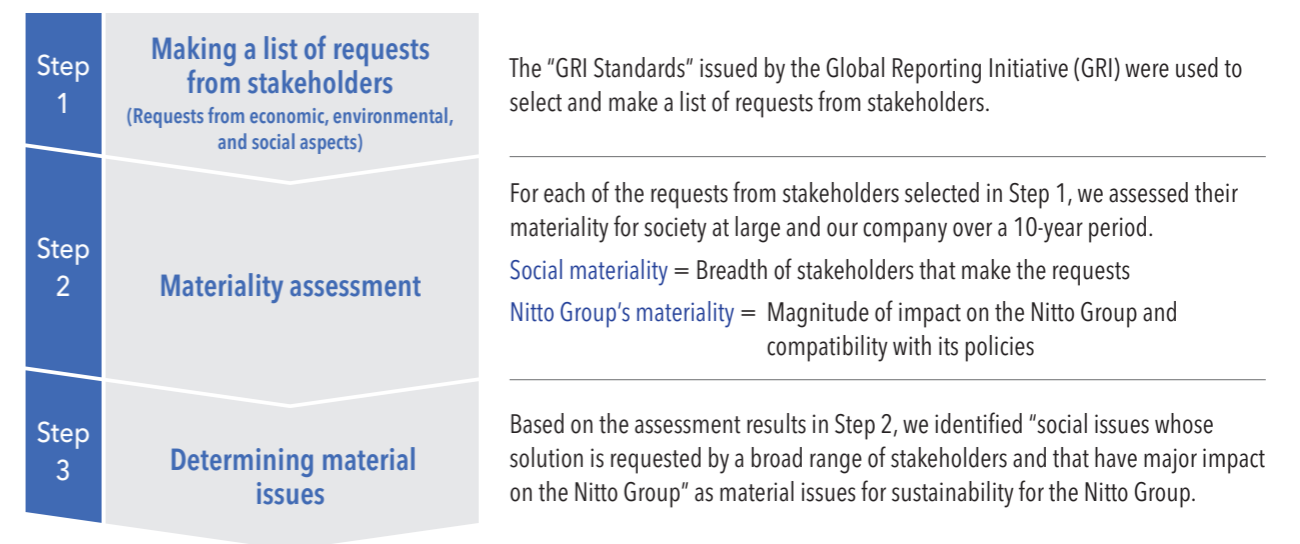 Step
1
Making a list of requests
from stakeholders
(Requests from economic, environmental,
and social aspects)
The “GRI Standards” issued by the Global Reporting Initiative (GRI) were used to
select and make a list of requests from stakeholders.
Step
2
Materiality assessment
For each of the requests from stakeholders selected in Step 1, we assessed their
materiality for society at large and our company over a 10-year period.
Social materiality = Breadth of stakeholders that make the requests
Nitto Group’s materiality = Magnitude of impact on the Nitto Group and
compatibility with its policies
Step
3
Determining material
issues
Based on the assessment results in Step 2, we identified “social issues whose
solution is requested by a broad range of stakeholders and that have major impact
on the Nitto Group” as material issues for sustainability for the Nitto Group.